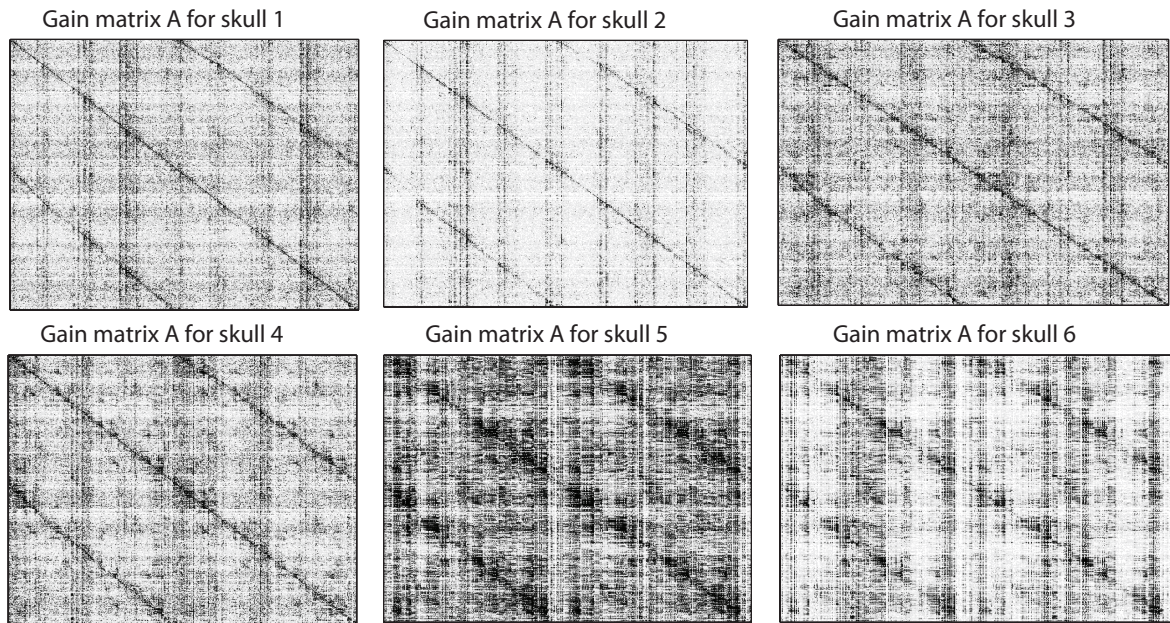 Gain matrix A for skull 1
Gain matrix A for skull 2
Gain matrix A for skull 3
Gain matrix A for skull 4
Gain matrix A for skull 5
Gain matrix A for skull 6